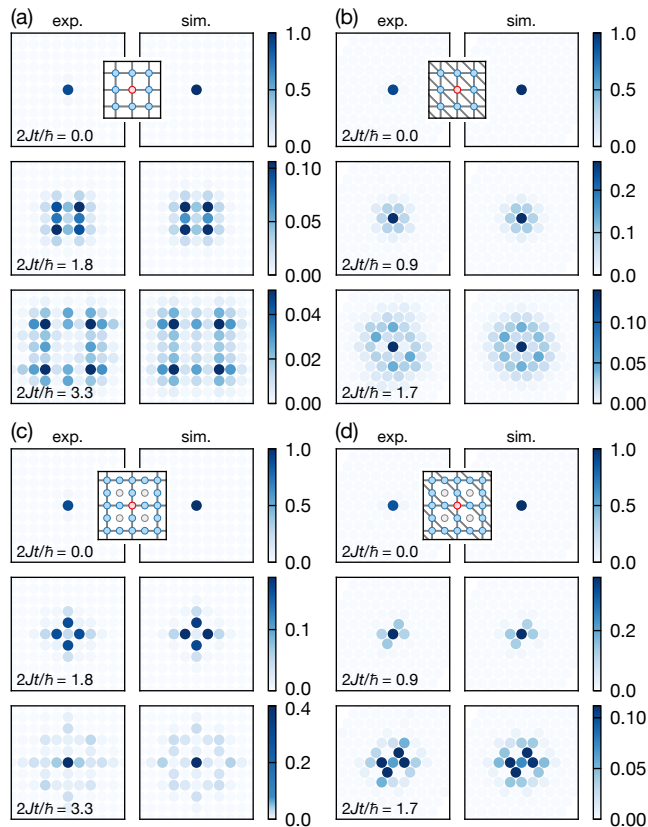 (a) exp. sim.
1.0
0.5
0.0
2Jt/ħ = 0.0
0.10
0.05
0.00
2Jt/ħ = 1.8
0.04
0.02
0.00
2Jt/ħ = 3.3
(b) exp. sim.
1.0
0.5
0.0
2Jt/ħ = 0.0
0.2
0.1
0.0
2Jt/ħ = 0.9
0.10
0.05
0.00
2Jt/ħ = 1.7
(c) exp. sim.
1.0
0.5
0.0
2Jt/ħ = 0.0
0.1
0.0
2Jt/ħ = 1.8
0.4
0.2
0.0
2Jt/ħ = 3.3
(d) exp. sim.
1.0
0.5
0.0
2Jt/ħ = 0.0
0.2
0.0
2Jt/ħ = 0.9
0.10
0.05
0.00
2Jt/ħ = 1.7